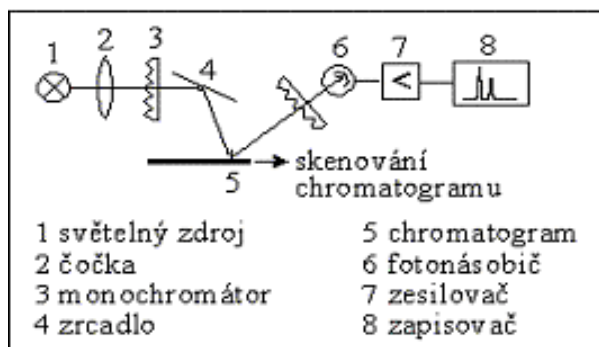 1 2 3 4 6 7 8
5
skenování
chromatogramu
1 světelný zdroj
2 čočka
3 monochromátor
4 zrcadlo
5 chromatogram
6 fotonásobič
7 zesilovač
8 zapisovač